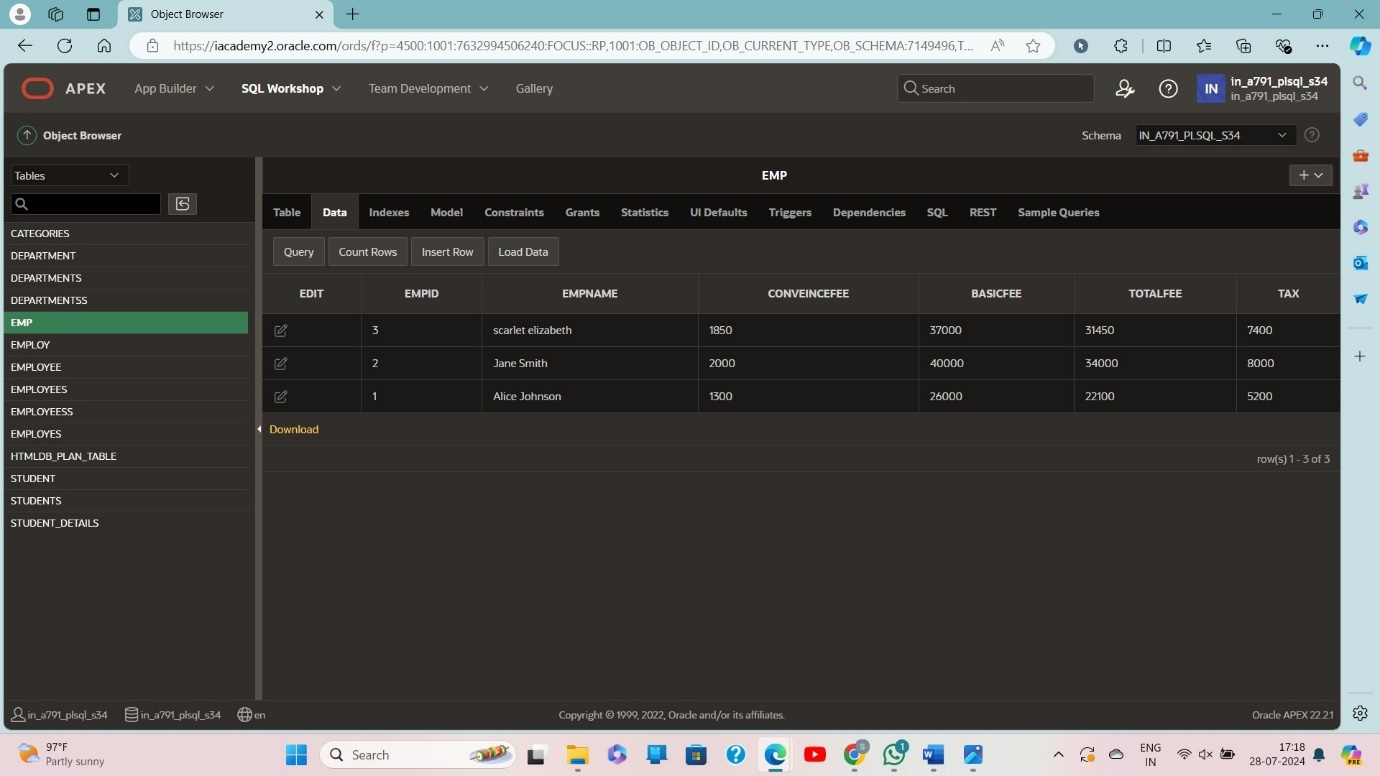 Object Browser
https://iacademy2.oracle.com/ords/f?p=4500:1001:7632994506240:FOCUS::RP,1001:OB_OBJECT_ID,OB_CURRENT_TYPE,OB_SCHEMA:7149496,T...
APEX App Builder SQL Workshop Team Development Gallery Search IN in_a791_plsql_s34
in_a791_plsql_s34
Object Browser Schema IN_A791_PLSQL_S34
Tables EMP
Table Data Indexes Model Constraints Grants Statistics UI Defaults Triggers Dependencies SQL REST Sample Queries
Query Count Rows Insert Row Load Data
EDIT EMPID EMPNAME CONVEINCEFEE BASICFEE TOTALFEE TAX
3 scarlet elizabeth 1850 37000 31450 7400
2 Jane Smith 2000 40000 34000 8000
1 Alice Johnson 1300 26000 22100 5200
Download
row(s) 1 - 3 of 3
CATEGORIES
DEPARTMENT
DEPARTMENTS
DEPARTMENTSS
EMP
EMPLOY
EMPLOYEE
EMPLOYEES
EMPLOYEESS
EMPLOYES
HTMLDB_PLAN_TABLE
STUDENT
STUDENTS
STUDENT_DETAILS
in_a791_plsql_s34 in_a791_plsql_s34 en Copyright © 1999, 2022, Oracle and/or its affiliates. Oracle APEX 22.2.1
97°F
Partly sunny
Search
ENG
IN
17:18
28-07-2024
PRE